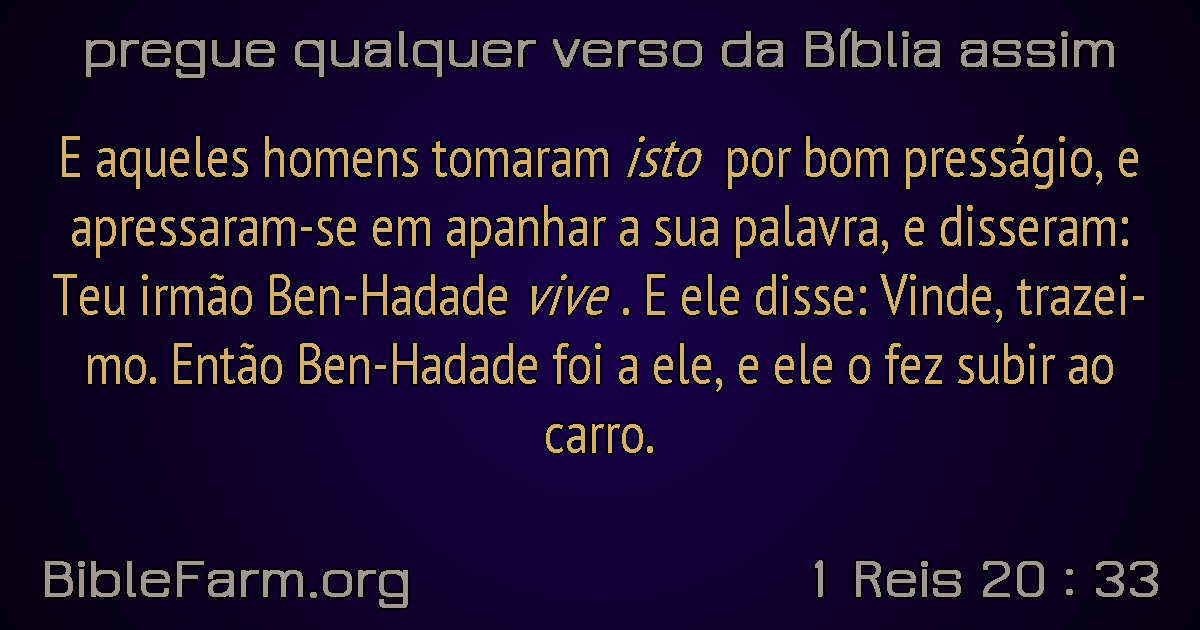 pregue qualquer verso da Bíblia assim
E aqueles homens tomaram isto por bom presságio, e
apressaram-se em apanhar a sua palavra, e disseram:
Teu irmão Ben-Hadade vive . E ele disse: Vinde, trazei-
mo. Então Ben-Hadade foi a ele, e ele o fez subir ao
carro.
BibleFarm.org
1 Reis 20 : 33